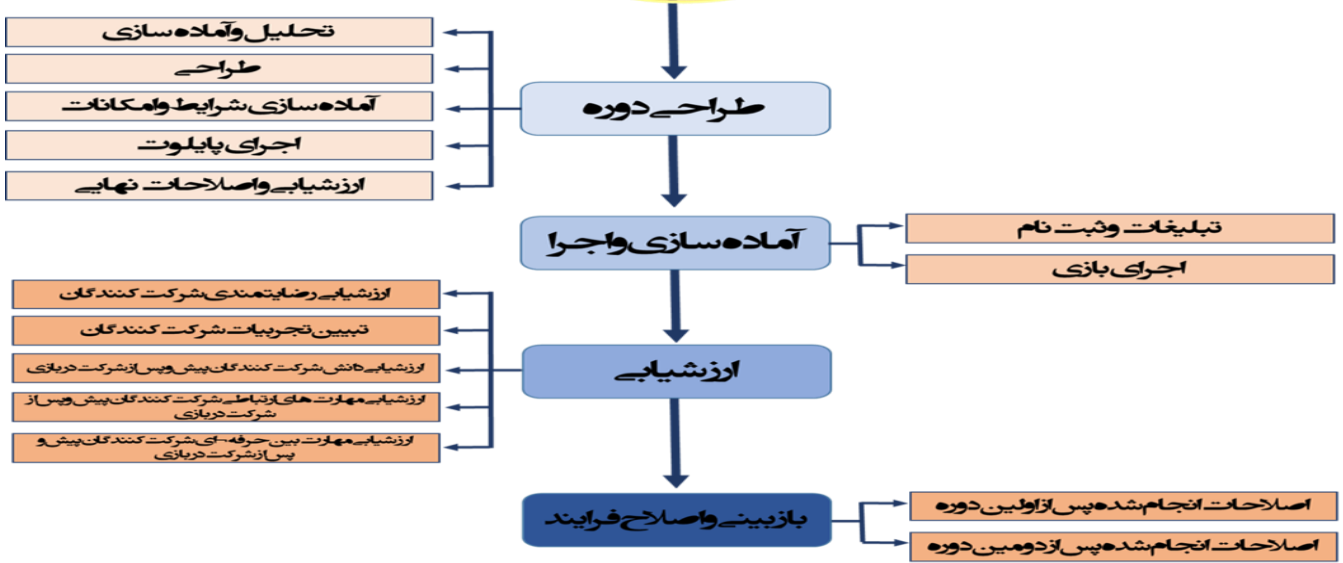 طراحی دوره
تحلیل و آماده سازی
طراحی
آماده سازی شرایط و امکانات
اجرای پایلوت
ارزشیابی و اصلاحات نهایی
آماده سازی و اجرا
تبلیغات و ثبت نام
اجرای بازی
ارزشیابی
ارزشیابی رضایتمندی شرکت کنندگان
تبیین تجربیات شرکت کنندگان
ارزشیابی دانش شرکت کنندگان پیش و پس از شرکت در بازی
ارزشیابی مهارت های ارتباطی شرکت کنندگان پیش و پس از
شرکت در بازی
ارزشیابی مهارت بین حرفه-ای شرکت کنندگان پیش و
پس از شرکت در بازی
بازبینی و اصلاح فرایند
اصلاحات انجام شده پس از اولین دوره
اصلاحات انجام شده پس از دومین دوره